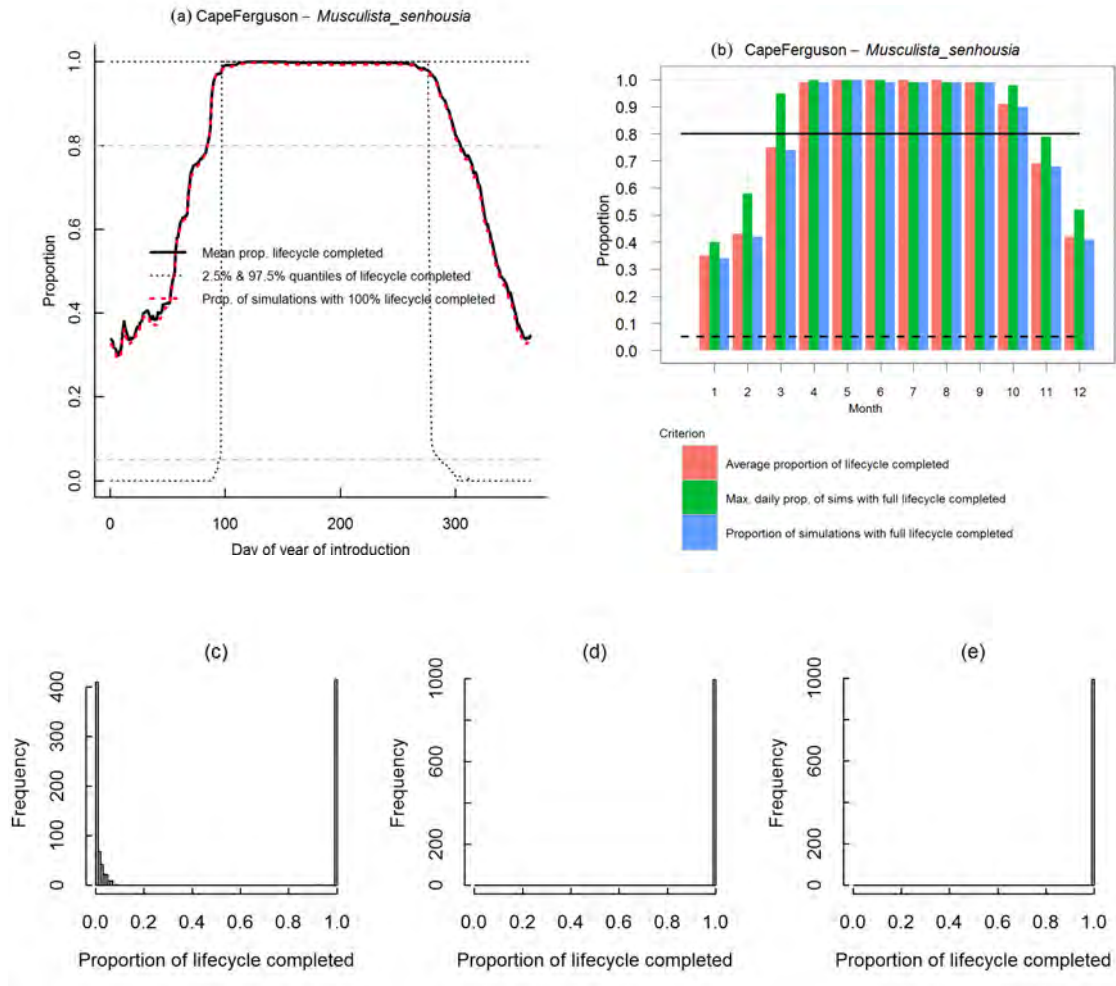 (a) CapeFerguson – Musculista_senhousia
Proportion
1.0
0.8
0.6
0.4
0.2
0.0
Mean prop. lifecycle completed
2.5% & 97.5% quantiles of lifecycle completed
Prop. of simulations with 100% lifecycle completed
0 100 200 300
Day of year of introduction
(b) CapeFerguson – Musculista_senhousia
Proportion
1.0
0.9
0.8
0.7
0.6
0.5
0.4
0.3
0.2
0.1
0.0
1 2 3 4 5 6 7 8 9 10 11 12
Month
Criterion
Average proportion of lifecycle completed
Max. daily prop. of sims with full lifecycle completed
Proportion of simulations with full lifecycle completed
(c)
Frequency
400
300
100
0
0.0 0.2 0.4 0.6 0.8 1.0
Proportion of lifecycle completed
(d)
Frequency
1000
600
200
0
0.0 0.2 0.4 0.6 0.8 1.0
Proportion of lifecycle completed
(e)
Frequency
1000
600
200
0
0.0 0.2 0.4 0.6 0.8 1.0
Proportion of lifecycle completed